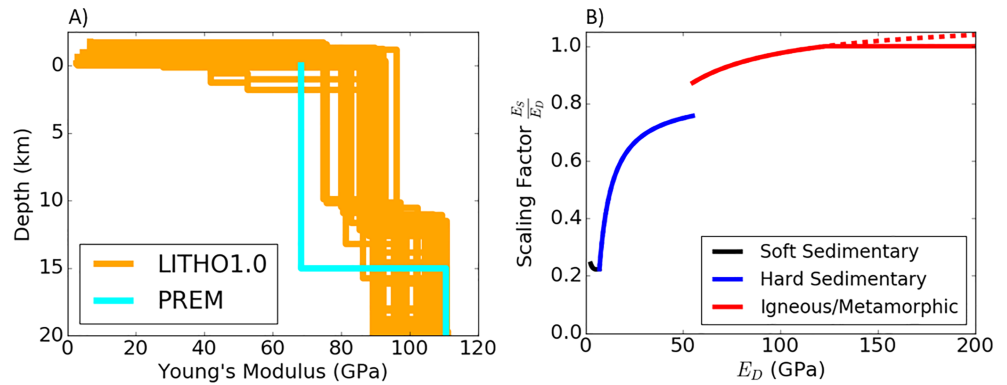 A)
Depth (km)
0
5
10
15
20
LITHO1.0
PREM
0 20 40 60 80 100 120
Young's Modulus (GPa)
B)
Scaling Factor E_S/E_D
1.0
0.8
0.6
0.4
0.2
0.0
Soft Sedimentary
Hard Sedimentary
Igneous/Metamorphic
0 50 100 150 200
E_D (GPa)